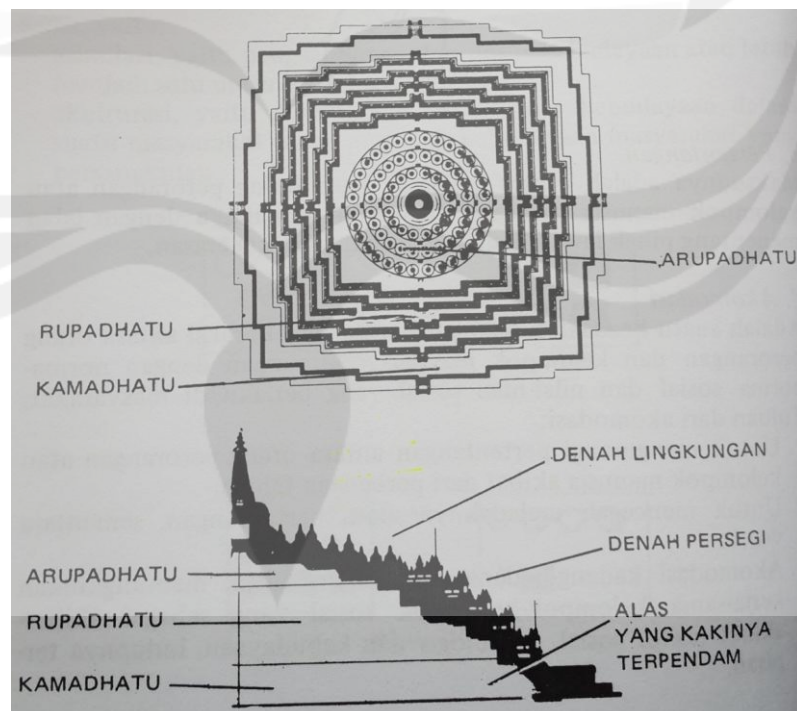 ARUPADHATU
RUPADHATU
KAMADHATU
DENAH LINGKUNGAN
DENAH PERSEGI
ARUPADHATU
RUPADHATU
ALAS
YANG KAKINYA
TERPENDAM
KAMADHATU